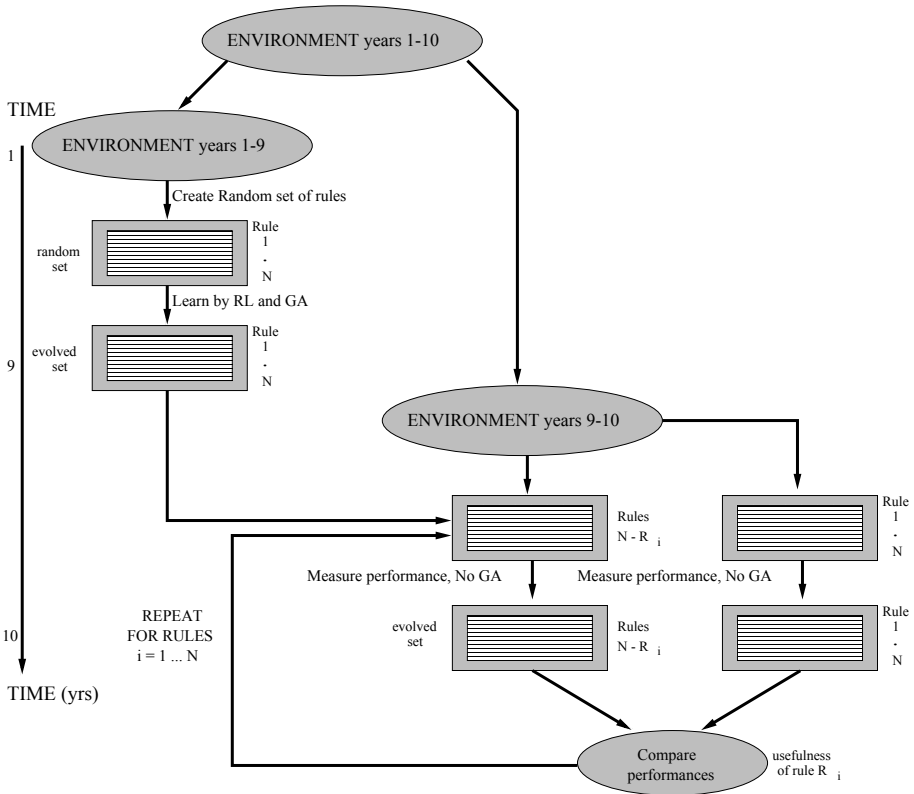 ENVIRONMENT years 1-10
TIME
ENVIRONMENT years 1-9
1
Create Random set of rules
random
set
Rule
1
.
N
Learn by RL and GA
9
evolved
set
Rule
1
.
N
ENVIRONMENT years 9-10
Rules
N - R i
Rule
1
.
N
Measure performance, No GA
Measure performance, No GA
REPEAT
FOR RULES
i = 1 ... N
evolved
set
Rules
N - R i
Rule
1
.
N
10
TIME (yrs)
Compare
performances
usefulness
of rule R i